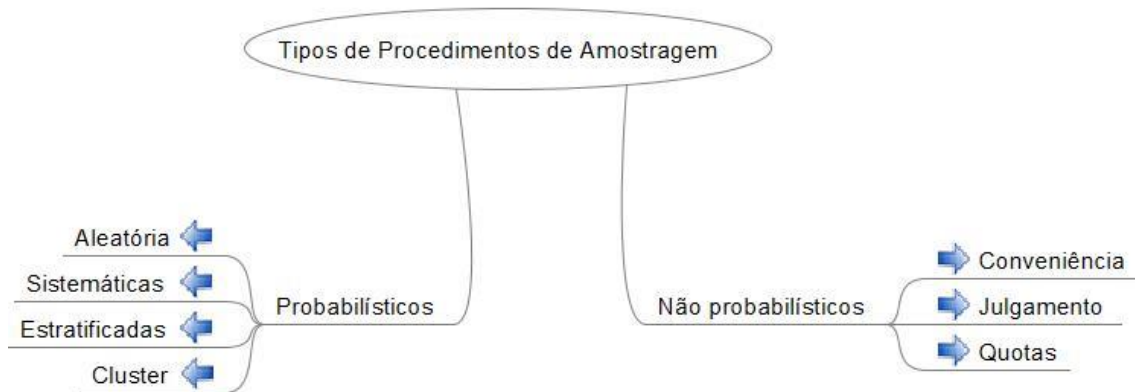 Tipos de Procedimentos de Amostragem
Aleatória
Sistemáticas
Estratificadas
Cluster
Probabilísticos
Não probabilísticos
Conveniência
Julgamento
Quotas